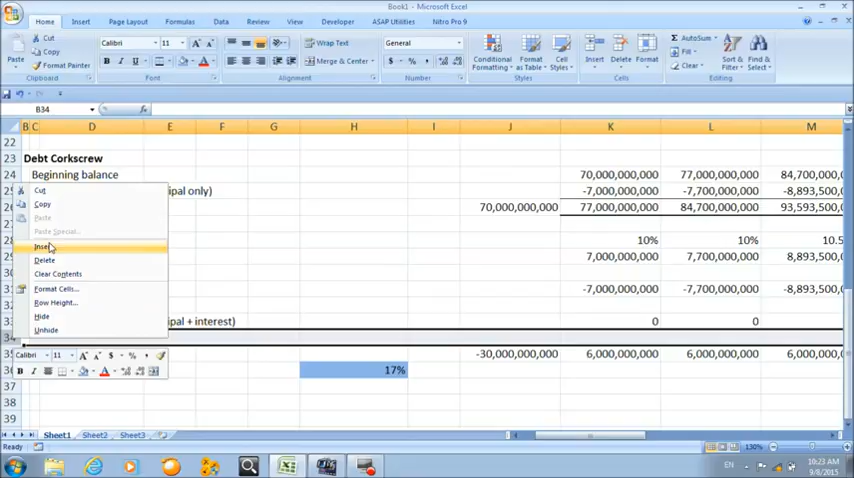 Book1 - Microsoft Excel
Home Insert Page Layout Formulas Data Review View Developer ASAP Utilities Nitro Pro 9
Paste
Cut
Copy
Format Painter
Calibri 11
B I U
Wrap Text
Merge & Center
General
$ % ,
Conditional Formatting
Format as Table
Cell Styles
Insert Delete Format
AutoSum
Fill
Clear
Sort & Filter
Find & Select
Clipboard Font Alignment Number Styles Cells Editing
B34
fx
B C D E F G H I J K L M
22
23 Debt Corkscrew
24 Beginning balance 70,000,000,000 77,000,000,000 84,700,000,
25 ipal only) -7,000,000,000 -7,700,000,000 -8,893,500,
26 70,000,000,000 77,000,000,000 84,700,000,000 93,593,500,
28 10% 10% 10.5
29 7,000,000,000 7,700,000,000 8,893,500,
30
31 -7,000,000,000 -7,700,000,000 -8,893,500,
33 ipal + interest) 0 0
34
35 -30,000,000,000 6,000,000,000 6,000,000,000 6,000,000,
36 17%
37
38
39
Cut
Copy
Paste
Paste Special...
Insert
Delete
Clear Contents
Format Cells...
Row Height...
Hide
Unhide
Calibri 11 A A $ % ,
B I A
Sheet1 Sheet2 Sheet3
Ready
130%
EN
10:23 AM
9/8/2015